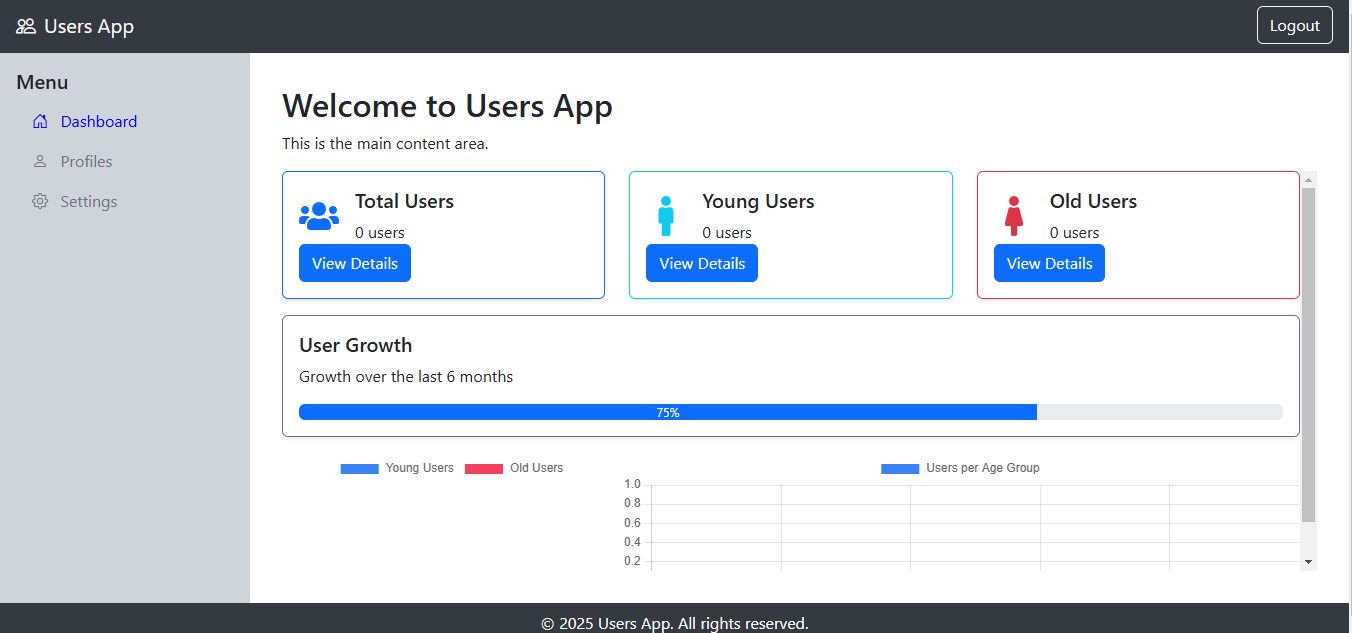 Users App
Logout
Menu
Dashboard
Profiles
Settings
Welcome to Users App
This is the main content area.
Total Users
0 users
View Details
Young Users
0 users
View Details
Old Users
0 users
View Details
User Growth
Growth over the last 6 months
75%
Young Users Old Users
Users per Age Group
1.0
0.8
0.6
0.4
0.2
© 2025 Users App. All rights reserved.